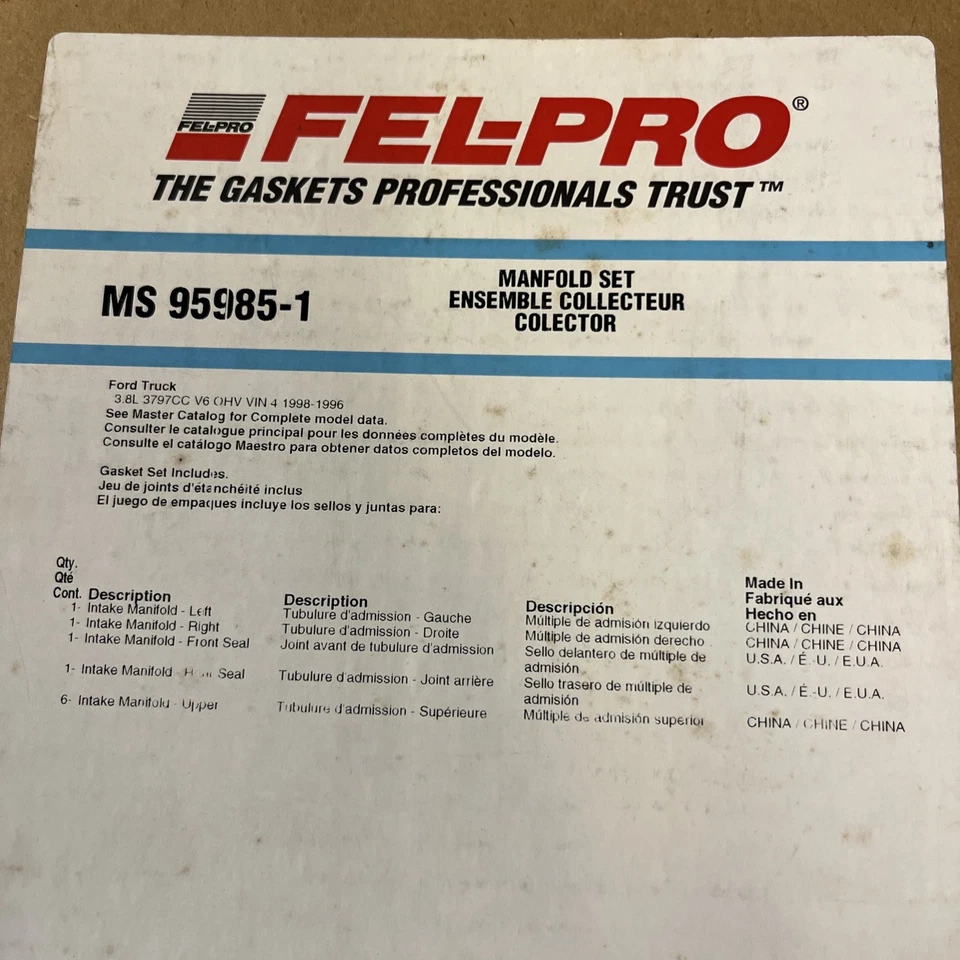 FEL-PRO
FEL-PRO®
THE GASKETS PROFESSIONALS TRUST™
MS 95985-1
MANFOLD SET
ENSEMBLE COLLECTEUR
COLECTOR
Ford Truck
3.8L 3797CC V6 OHV VIN 4 1998-1996
See Master Catalog for Complete model data.
Consulter le catalogue principal pour les données complètes du modèle.
Consulte el catálogo Maestro para obtener datos completos del modelo.
Gasket Set Includes.
Jeu de joints d'étanchéité inclus
El juego de empaques incluye los sellos y juntas para:
Qty.
Qté
Cont. Description Description Descripción Made In
Fabriqué aux
Hecho en
1- Intake Manifold - Left Tubulure d'admission - Gauche Múltiple de admisión izquierdo CHINA / CHINE / CHINA
1- Intake Manifold - Right Tubulure d'admission - Droite Múltiple de admisión derecho CHINA / CHINE / CHINA
1- Intake Manifold - Front Seal Joint avant de tubulure d'admission Sello delantero de múltiple de U.S.A. / É.-U. / E.U.A.
admisión
1- Intake Manifold - Seal Tubulure d'admission - Joint arrière Sello trasero de múltiple de U.S.A. / É.-U. / E.U.A.
admisión
6- Intake Manifold - Upper Tubulure d'admission - Supérieure Múltiple de admisión superior CHINA / CHINE / CHINA